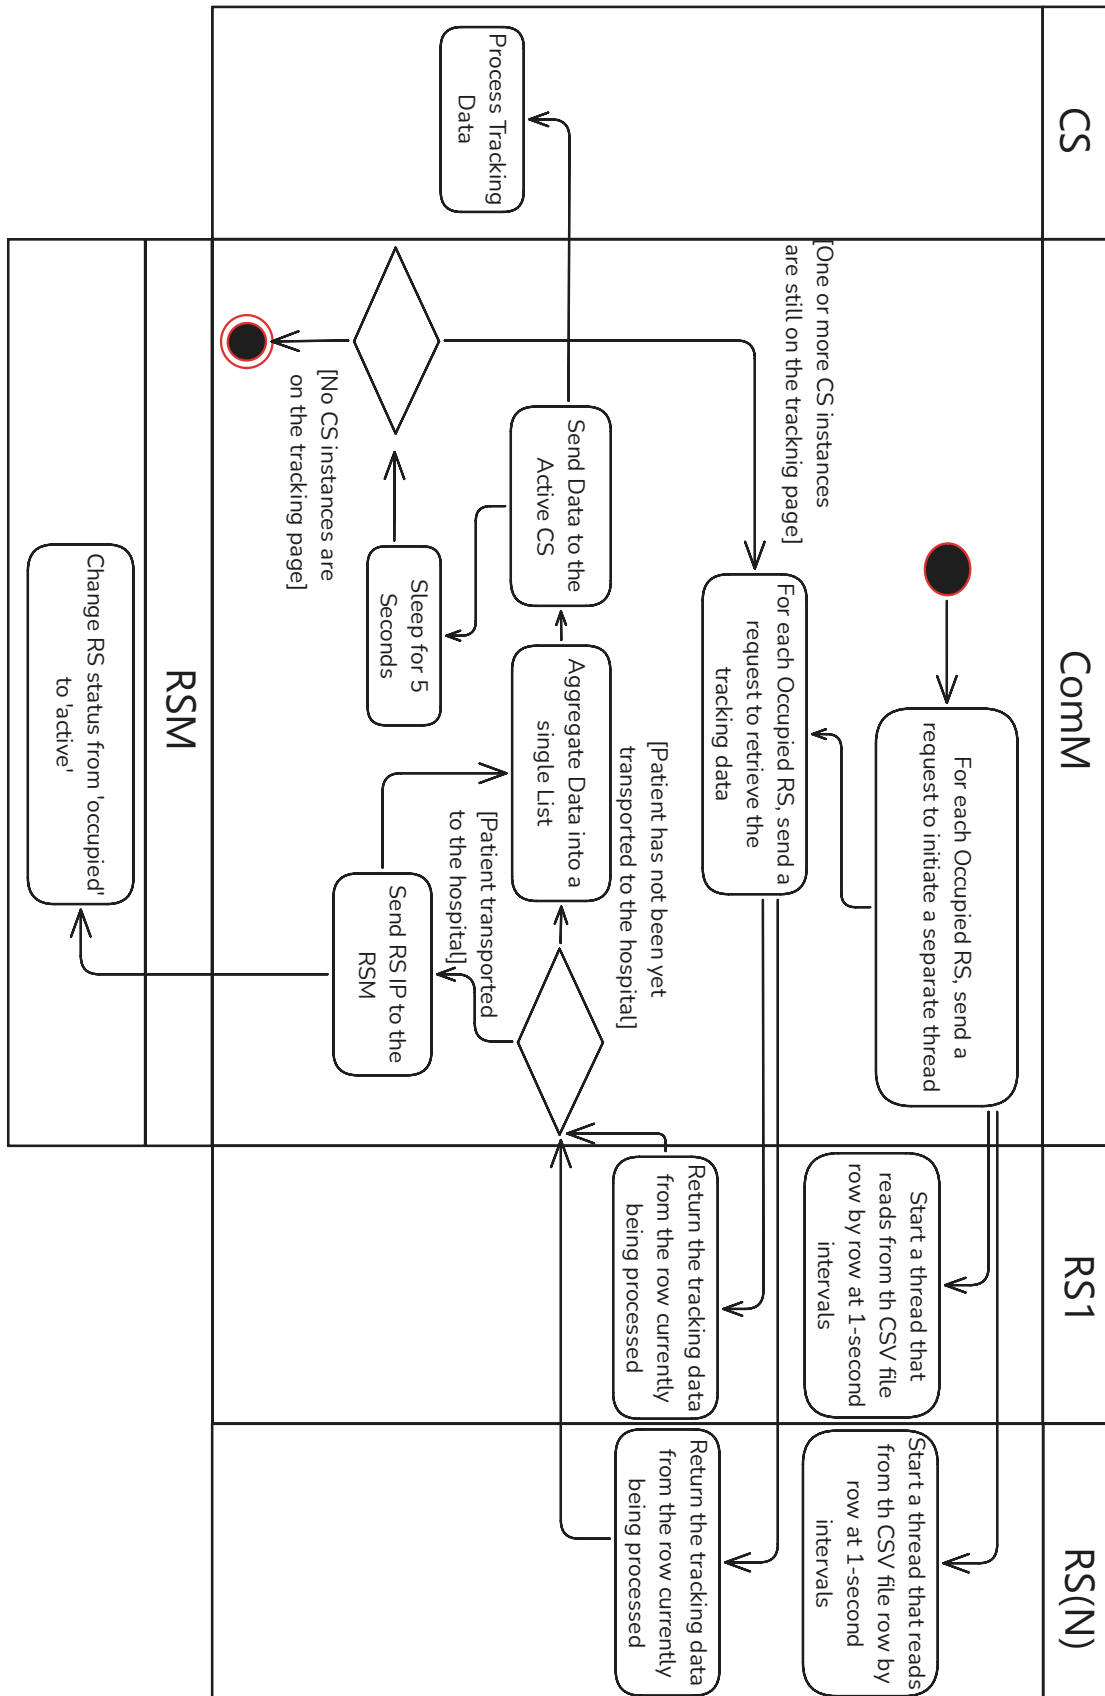 CS
ComM
RS1
RS(N)
For each Occupied RS, send a
request to initiate a separate thread
Start a thread that
reads from th CSV file
row by row at 1-second
intervals
Start a thread that reads
from th CSV file row by
row at 1-second
intervals
[One or more CS instances
are still on the tracknig page]
For each Occupied RS, send a
request to retrieve the
tracking data
Return the tracking data
from the row currently
being processed
Return the tracking data
from the row currently
being processed
[Patient has not been yet
transported to the hospital]
Process Tracking
Data
Send Data to the
Active CS
Aggregate Data into a
single List
[Patient transported
to the hospital]
Sleep for 5
Seconds
Send RS IP to the
RSM
[No CS instances are
on the tracking page]
RSM
Change RS status from 'occupied'
to 'active'